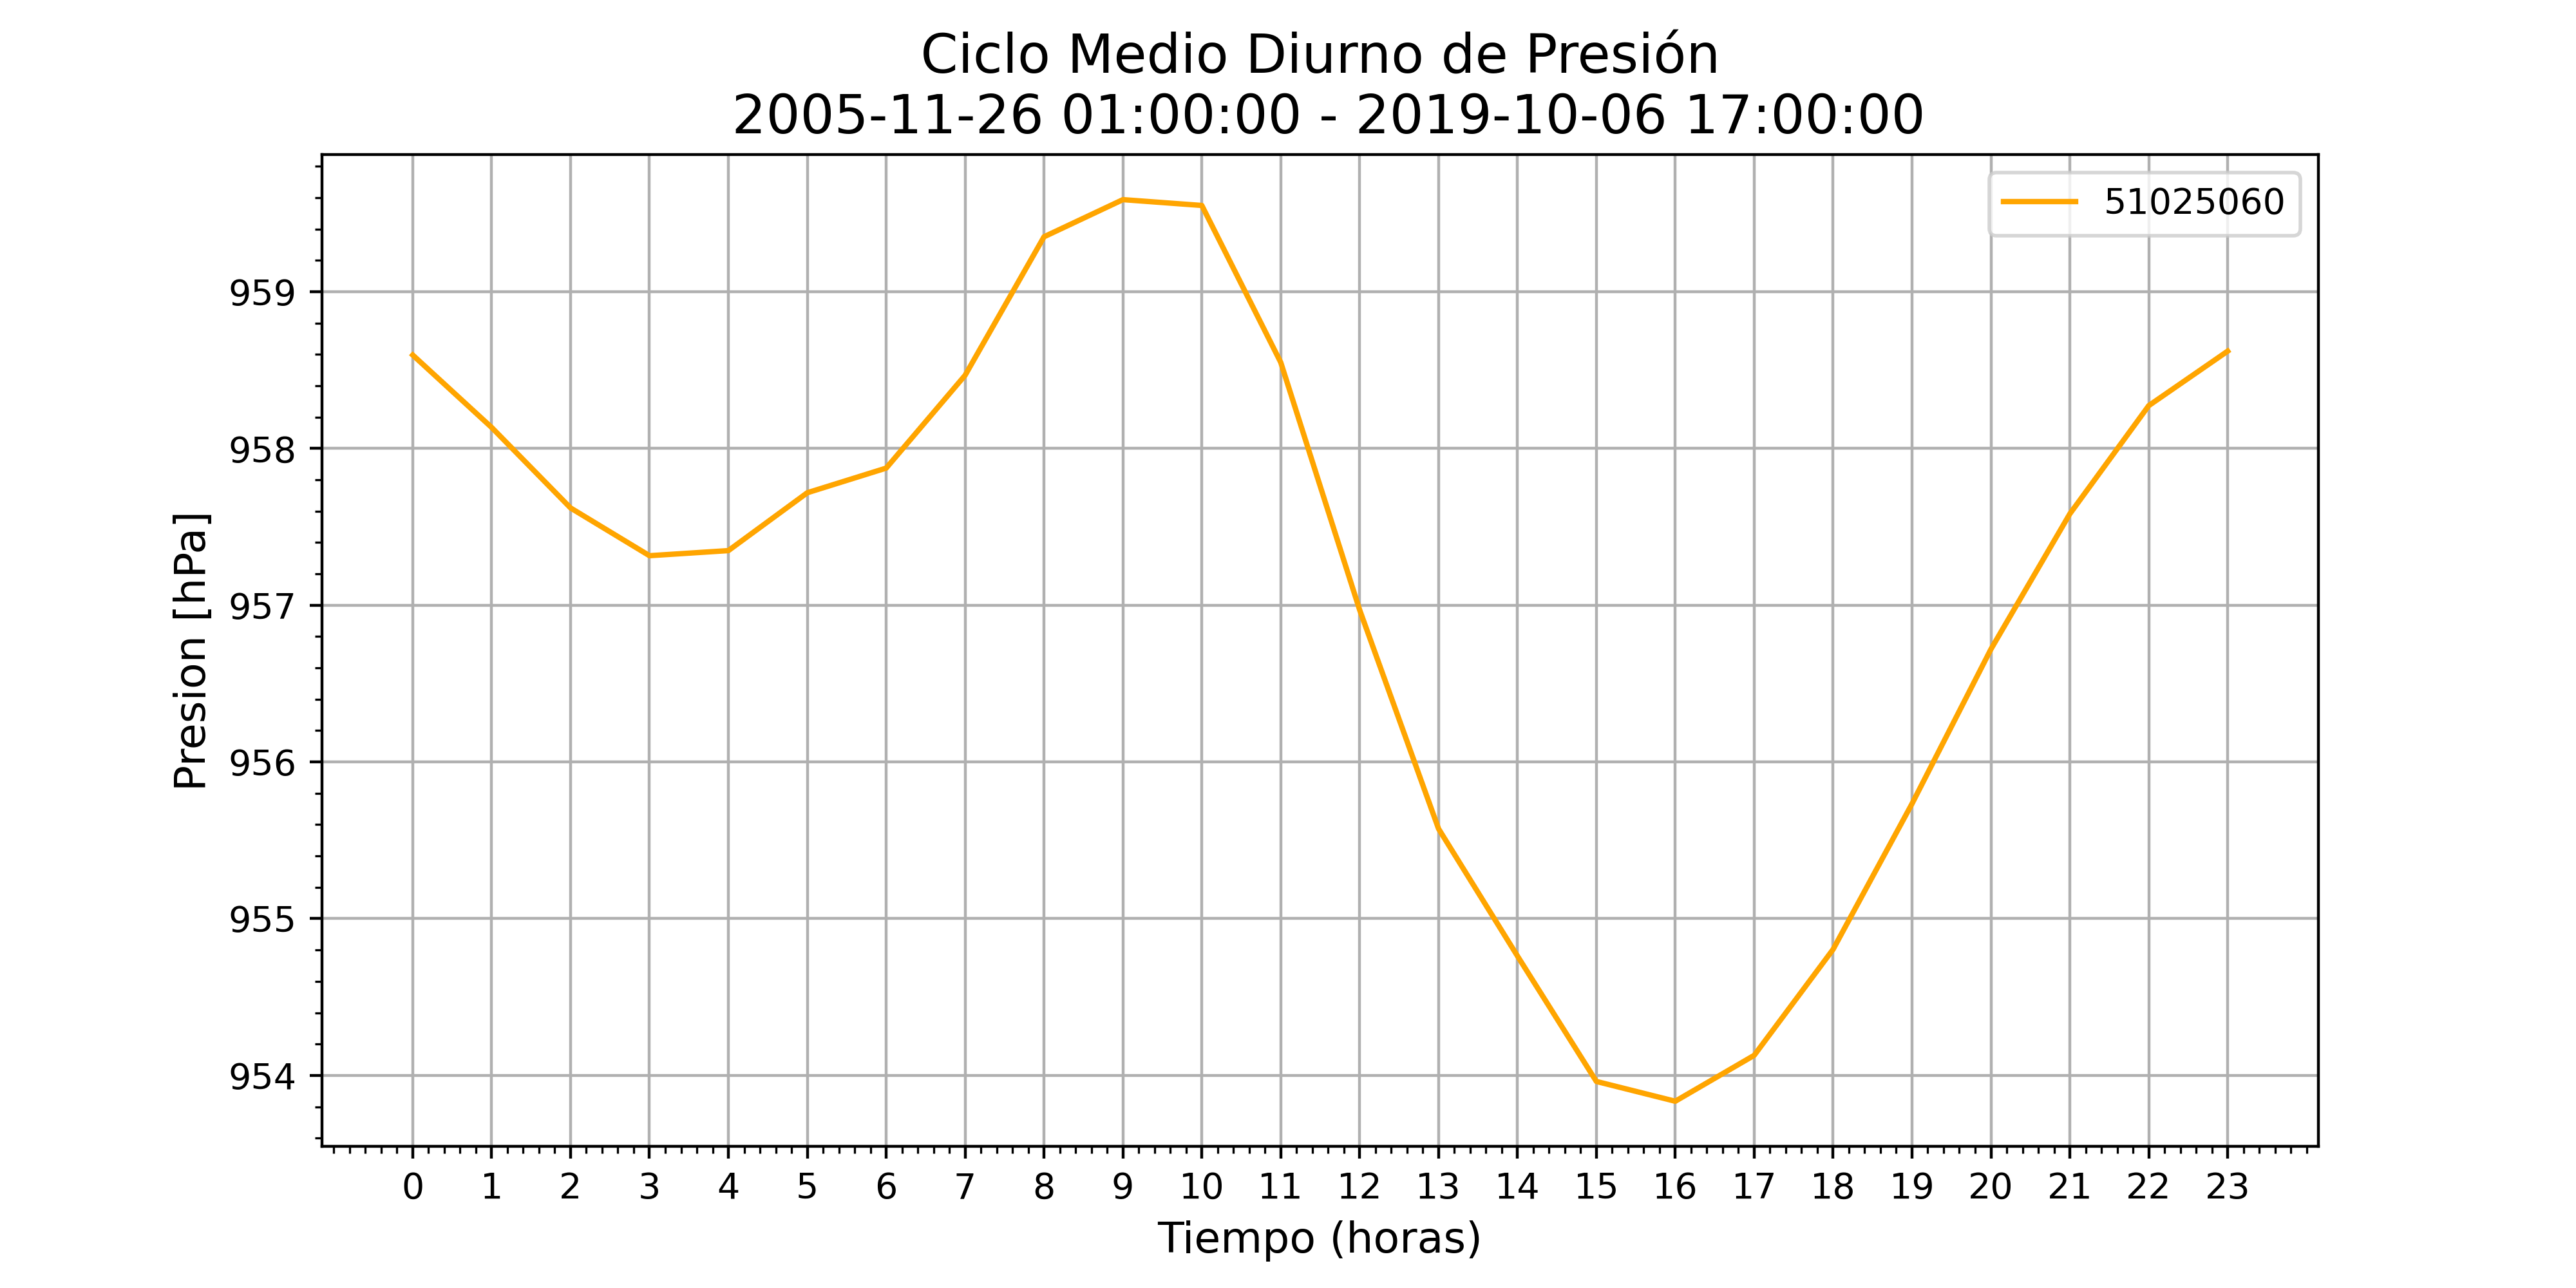 Ciclo Medio Diurno de Presión
2005-11-26 01:00:00 - 2019-10-06 17:00:00
51025060
Presion [hPa]
959
958
957
956
955
954
0 1 2 3 4 5 6 7 8 9 10 11 12 13 14 15 16 17 18 19 20 21 22 23
Tiempo (horas)